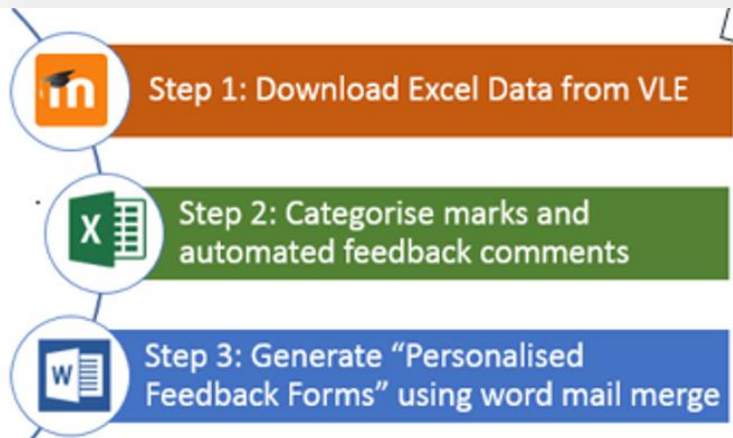 Step 1: Download Excel Data from VLE
Step 2: Categorise marks and
automated feedback comments
Step 3: Generate “Personalised
Feedback Forms” using word mail merge